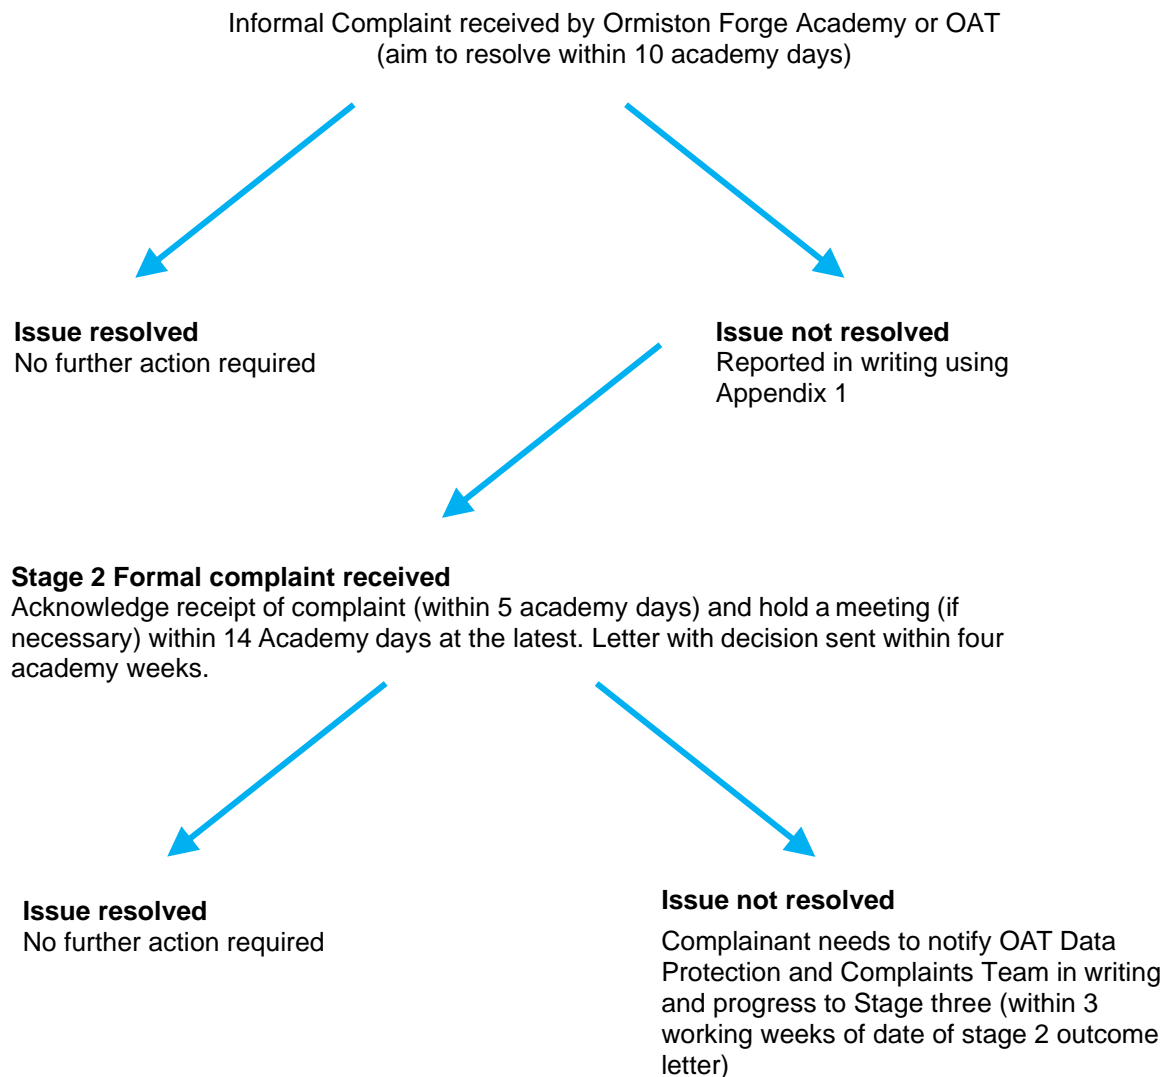 Informal Complaint received by Ormiston Forge Academy or OAT
(aim to resolve within 10 academy days)
Issue resolved
No further action required
Issue not resolved
Reported in writing using
Appendix 1
Stage 2 Formal complaint received
Acknowledge receipt of complaint (within 5 academy days) and hold a meeting (if
necessary) within 14 Academy days at the latest. Letter with decision sent within four
academy weeks.
Issue resolved
No further action required
Issue not resolved
Complainant needs to notify OAT Data
Protection and Complaints Team in writing
and progress to Stage three (within 3
working weeks of date of stage 2 outcome
letter)